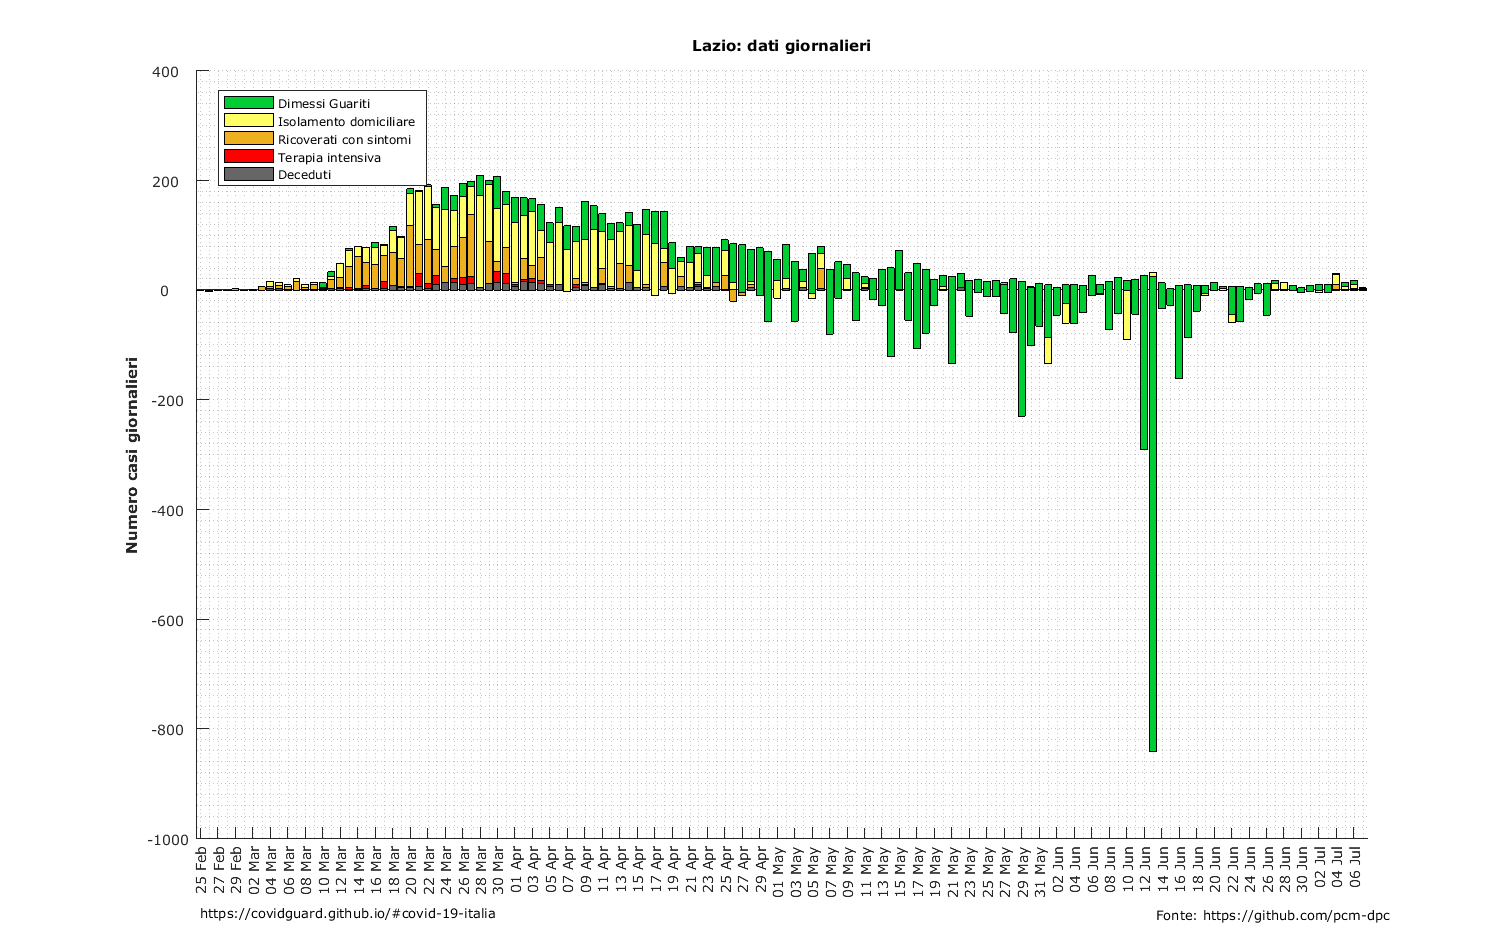 Lazio: dati giornalieri
400
200
0
-200
-400
-600
-800
-1000
Numero casi giornalieri
Dimessi Guariti
Isolamento domiciliare
Ricoverati con sintomi
Terapia intensiva
Deceduti
25 Feb
27 Feb
29 Feb
02 Mar
04 Mar
06 Mar
08 Mar
10 Mar
12 Mar
14 Mar
16 Mar
18 Mar
20 Mar
22 Mar
24 Mar
26 Mar
28 Mar
30 Mar
01 Apr
03 Apr
05 Apr
07 Apr
09 Apr
11 Apr
13 Apr
15 Apr
17 Apr
19 Apr
21 Apr
23 Apr
25 Apr
27 Apr
29 Apr
01 May
03 May
05 May
07 May
09 May
11 May
13 May
15 May
17 May
19 May
21 May
23 May
25 May
27 May
29 May
31 May
02 Jun
04 Jun
06 Jun
08 Jun
10 Jun
12 Jun
14 Jun
16 Jun
18 Jun
20 Jun
22 Jun
24 Jun
26 Jun
28 Jun
30 Jun
02 Jul
04 Jul
06 Jul
https://covidguard.github.io/#covid-19-italia
Fonte: https://github.com/pcm-dpc